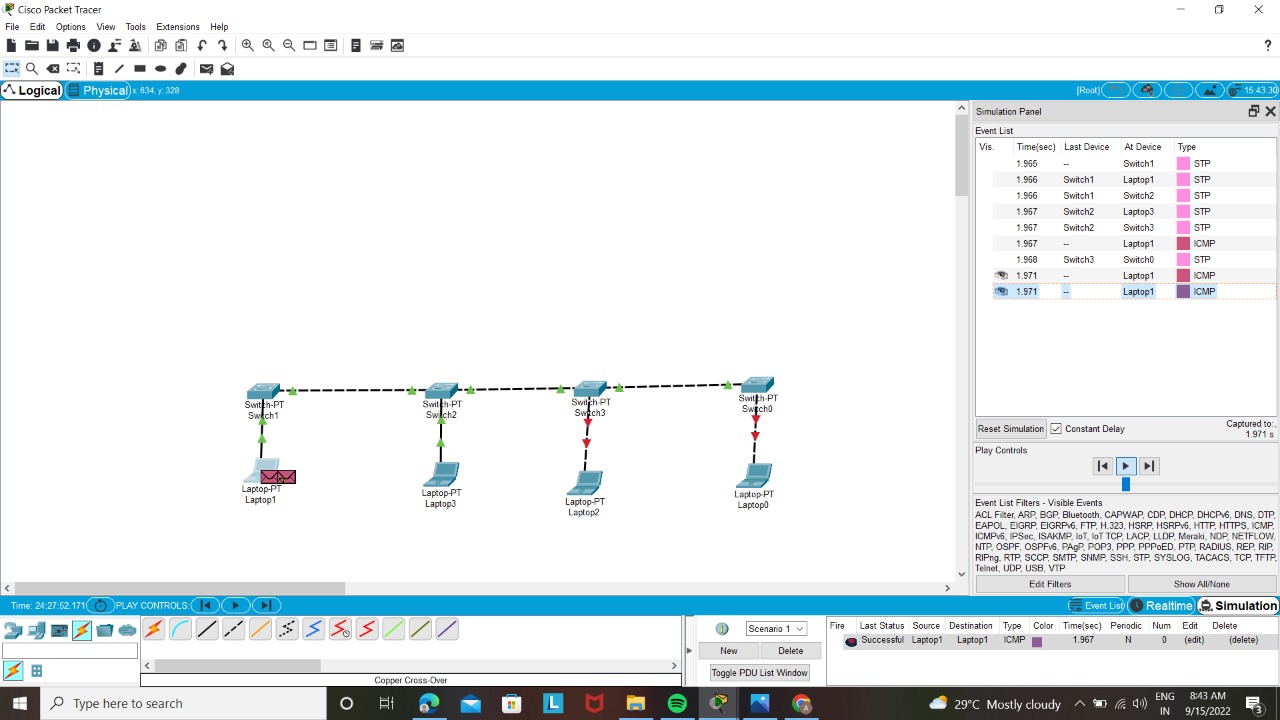 Cisco Packet Tracer
File Edit Options View Tools Extensions Help
?
Logical Physical x: 634, y: 328 [Root] 15:43:30
Simulation Panel
Event List
Vis. Time(sec) Last Device At Device Type
1.965 -- Switch1 STP
1.966 Switch1 Laptop1 STP
1.966 Switch1 Switch2 STP
1.967 Switch2 Laptop3 STP
1.967 Switch2 Switch3 STP
1.967 -- Laptop1 ICMP
1.968 Switch3 Switch0 STP
1.971 -- Laptop1 ICMP
1.971 -- Laptop1 ICMP
Reset Simulation Constant Delay Captured to:
1.971 s
Play Controls
Event List Filters - Visible Events
ACL Filter, ARP, BGP, Bluetooth, CAPWAP, CDP, DHCP, DHCPv6, DNS, DTP,
EAPOL, EIGRP, EIGRPv6, FTP, H.323, HSRP, HSRPv6, HTTP, HTTPS, ICMP,
ICMPv6, IPSec, ISAKMP, IoT, IoT TCP, LACP, LLDP, Meraki, NDP, NETFLOW,
NTP, OSPF, OSPFv6, PAgP, POP3, PPP, PPPoED, PTP, RADIUS, REP, RIP,
RIPng, RTP, SCCP, SMTP, SNMP, SSH, STP, SYSLOG, TACACS, TCP, TFTP,
Telnet, UDP, USB, VTP
Edit Filters Show All/None
Switch-PT
Switch1
Switch-PT
Switch2
Switch-PT
Switch3
Switch-PT
Switch0
Laptop-PT
Laptop1
Laptop-PT
Laptop3
Laptop-PT
Laptop2
Laptop-PT
Laptop0
Time: 24:27:52.171 PLAY CONTROLS: Event List Realtime Simulation
Scenario 1
New Delete
Toggle PDU List Window
Fire Last Status Source Destination Type Color Time(sec) Periodic Num Edit Delete
Successful Laptop1 Laptop1 ICMP 1.967 N 0 (edit) (delete)
Copper Cross-Over
Type here to search
29°C Mostly cloudy
ENG
IN
8:43 AM
9/15/2022
3